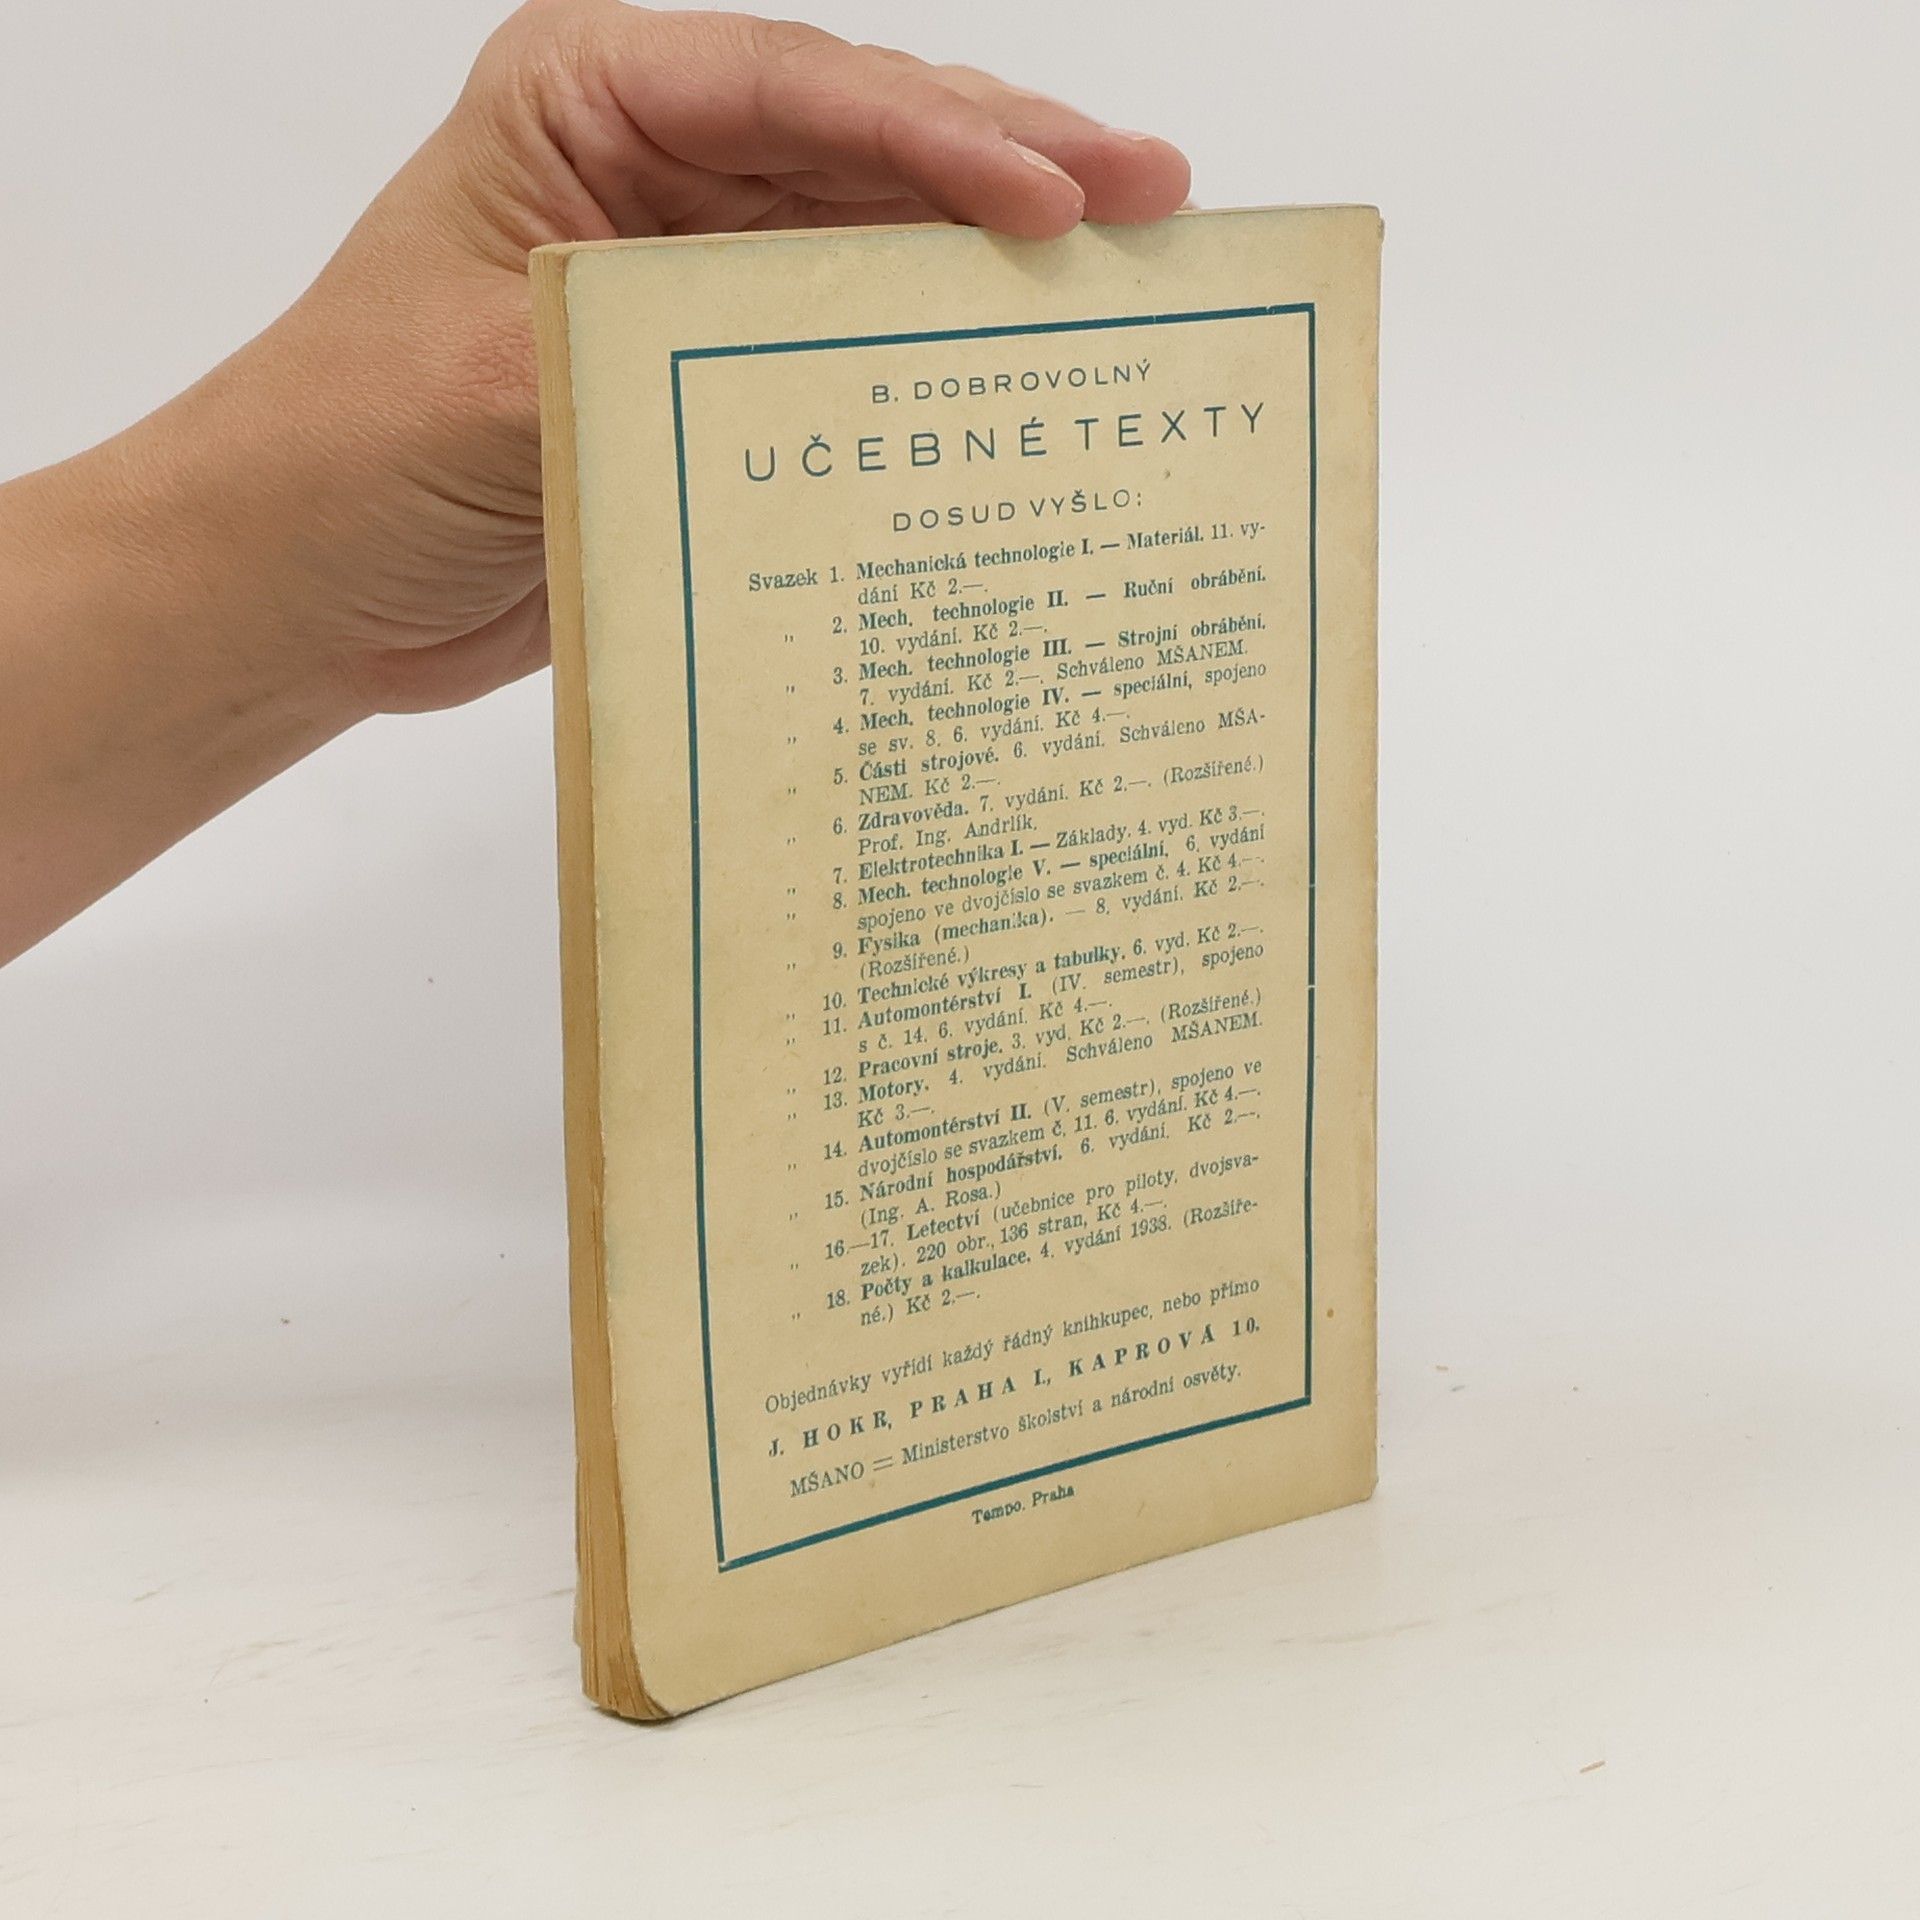 B. DOBROVOLNÝ
UČEBNÉ TEXTY
DOSUD VYŠLO:
Svazek 1. Mechanická technologie I. — Materiál. 11. vy-
dání Kč 2.—.
„ 2. Mech. technologie II. — Ruční obrábění.
10. vydání. Kč 2.—.
„ 3. Mech. technologie III. — Strojní obrábění.
7. vydání. Kč 2.—. Schváleno MŠANEM.
„ 4. Mech. technologie IV. — speciální, spojeno
se sv. 8. 6. vydání. Kč 4.—.
„ 5. Části strojové. 6. vydání. Schváleno MŠA-
NEM. Kč 2.—.
„ 6. Zdravověda. 7. vydání. Kč 2.—. (Rozšířené.)
Prof. Ing. Andrlík.
„ 7. Elektrotechnika I. — Základy. 4. vyd. Kč 3.—.
„ 8. Mech. technologie V. — speciální. 6. vydání
spojeno ve dvojčíslo se svazkem č. 4. Kč 4.—.
„ 9. Fysika (mechanika). — 8. vydání. Kč 2.—.
(Rozšířené.)
„ 10. Technické výkresy a tabulky. 6. vyd. Kč 2.—.
„ 11. Automontérství I. (IV. semestr), spojeno
s č. 14. 6. vydání. Kč 4.—.
„ 12. Pracovní stroje. 3. vyd. Kč 2.—. (Rozšířené.)
„ 13. Motory. 4. vydání. Schváleno MŠANEM.
Kč 3.—.
„ 14. Automontérství II. (V. semestr), spojeno ve
dvojčíslo se svazkem č. 11. 6. vydání. Kč 4.—.
„ 15. Národní hospodářství. 6. vydání. Kč 2.—.
(Ing. A. Rosa.)
„ 16.—17. Letectví (učebnice pro piloty, dvojsva-
zek). 220 obr., 136 stran, Kč 4.—.
„ 18. Počty a kalkulace. 4. vydání 1938. (Rozšíře-
né.) Kč 2.—.
Objednávky vyřídí každý řádný knihkupec, nebo přímo
J. HOKR, PRAHA I., KAPROVA 10.
MŠANO = Ministerstvo školství a národní osvěty.
Tempo. Praha